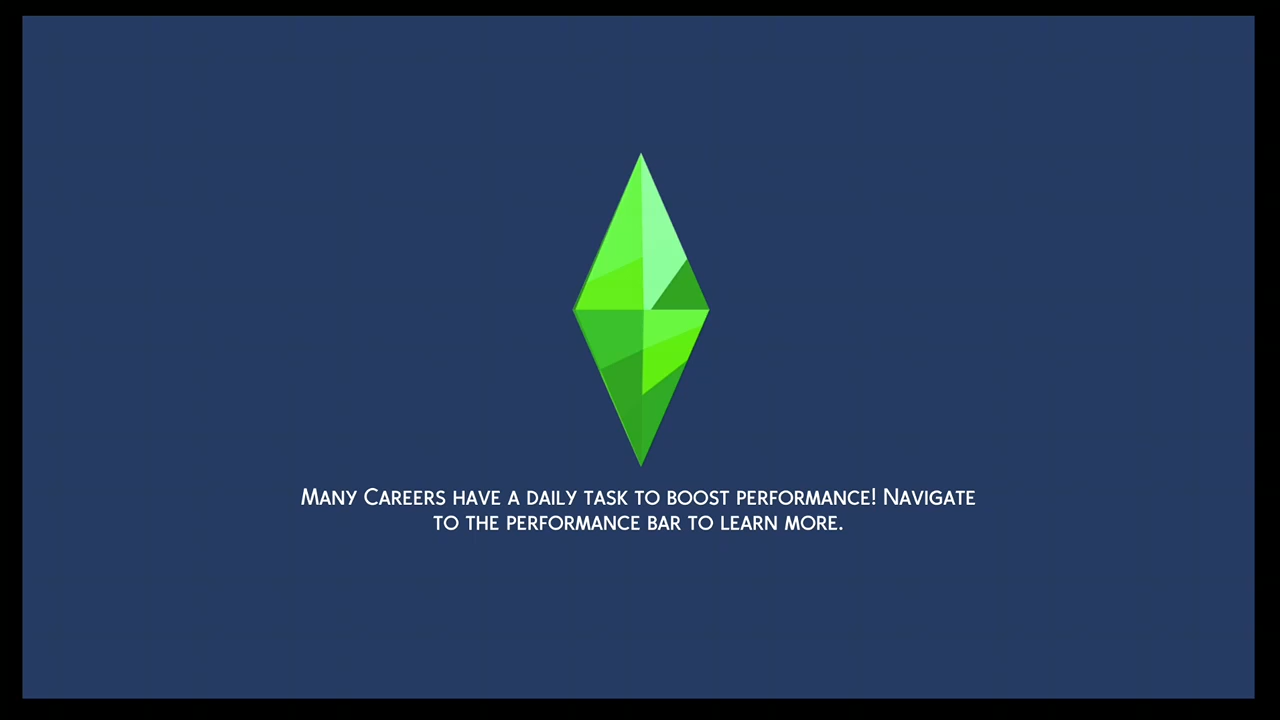 Many Careers have a daily task to boost performance! Navigate
to the performance bar to learn more.